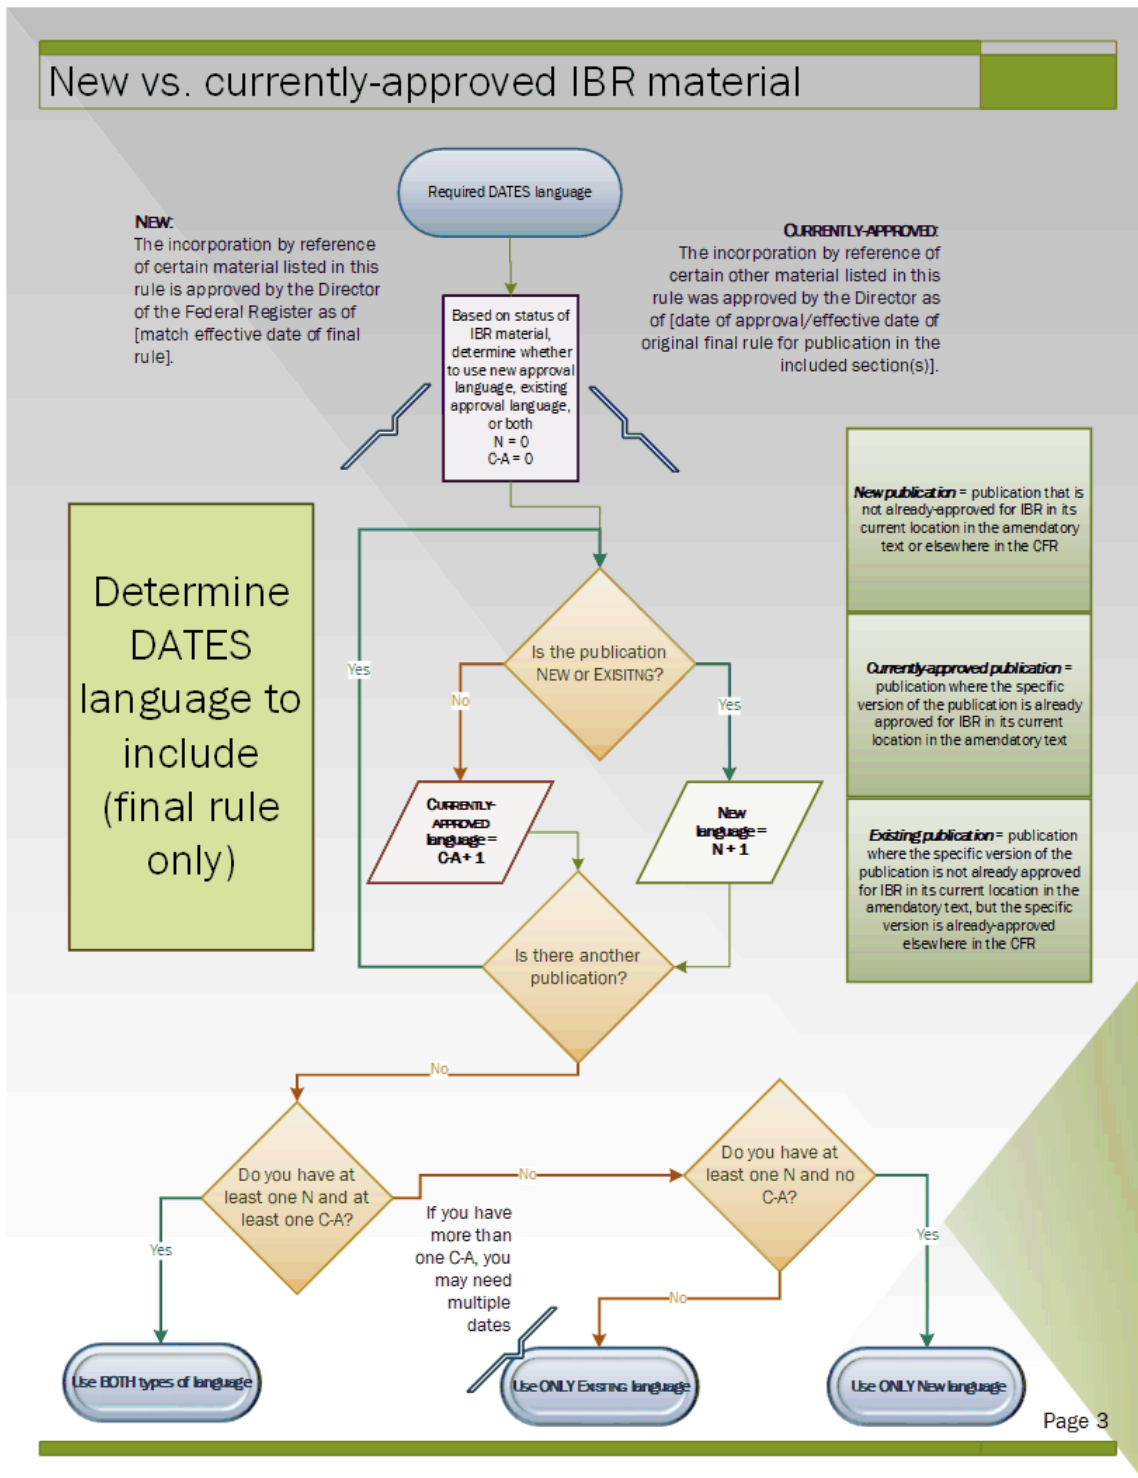 New vs. currently-approved IBR material
Required DATES language
NEW:
The incorporation by reference
of certain material listed in this
rule is approved by the Director
of the Federal Register as of
[match effective date of final
rule].
CURRENTLY-APPROVED:
The incorporation by reference of
certain other material listed in this
rule was approved by the Director as
of [date of approval/effective date of
original final rule for publication in the
included section(s)].
Based on status of
IBR material,
determine whether
to use new approval
language, existing
approval language,
or both
N = 0
C-A = 0
Determine
DATES
language to
include
(final rule
only)
New publication = publication that is
not already-approved for IBR in its
current location in the amendatory
text or elsewhere in the CFR
Currently-approved publication =
publication where the specific
version of the publication is already
approved for IBR in its current
location in the amendatory text
Existing publication = publication
where the specific version of the
publication is not already approved
for IBR in its current location in the
amendatory text, but the specific
version is already-approved
elsewhere in the CFR
Is the publication
NEW or EXISITNG?
Yes
No
Yes
CURRENTLY-
APPROVED
language =
C-A + 1
New
language =
N + 1
Is there another
publication?
No
Do you have at
least one N and at
least one C-A?
No
Do you have at
least one N and no
C-A?
Yes
If you have
more than
one C-A, you
may need
multiple
dates
No
Yes
Use BOTH types of language
Use ONLY EXISTING language
Use ONLY New language
Page 3